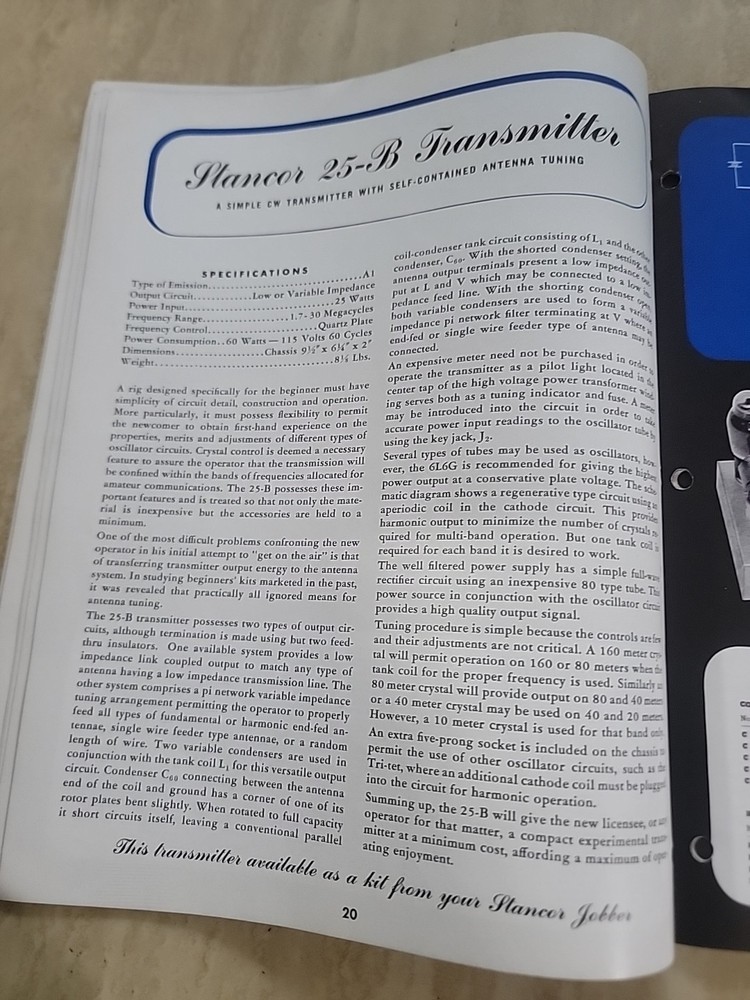 Stancor 25-B Transmitter
A SIMPLE CW TRANSMITTER WITH SELF-CONTAINED ANTENNA TUNING
SPECIFICATIONS
Type of Emission..............................A1
Output Circuit............Low or Variable Impedance
Power Input..............................25 Watts
Frequency Range....................1.7-30 Megacycles
Frequency Control....................Quartz Plate
Power Consumption..60 Watts — 115 Volts 60 Cycles
Dimensions....................Chassis 9½" x 6¼" x 2"
Weight..............................8½ Lbs.
A rig designed specifically for the beginner must have
simplicity of circuit detail, construction and operation.
More particularly, it must possess flexibility to permit
the newcomer to obtain first-hand experience on the
properties, merits and adjustments of different types of
oscillator circuits. Crystal control is deemed a necessary
feature to assure the operator that the transmission will
be confined within the bands of frequencies allocated for
amateur communications. The 25-B possesses these im-
portant features and is treated so that not only the mate-
rial is inexpensive but the accessories are held to a
minimum.
One of the most difficult problems confronting the new
operator in his initial attempt to "get on the air" is that
of transferring transmitter output energy to the antenna
system. In studying beginners' kits marketed in the past,
it was revealed that practically all ignored means for
antenna tuning.
The 25-B transmitter possesses two types of output cir-
cuits, although termination is made using but two feed-
thru insulators. One available system provides a low
impedance link coupled output to match any type of
antenna having a low impedance transmission line. The
other system comprises a pi network variable impedance
tuning arrangement permitting the operator to properly
feed all types of fundamental or harmonic end-fed an-
tennae, single wire feeder type antennae, or a random
length of wire. Two variable condensers are used in
conjunction with the tank coil L1 for this versatile output
circuit. Condenser C60 connecting between the antenna
end of the coil and ground has a corner of one of its
rotor plates bent slightly. When rotated to full capacity
it short circuits itself, leaving a conventional parallel
coil-condenser tank circuit consisting of L1 and the
condenser, C60. With the shorted condenser setting,
antenna output terminals present a low impedance
put at L and V which may be connected to a low
pedance feed line. With the shorting condenser
both variable condensers are used to form a
impedance pi network filter terminating at V where
end-fed or single wire feeder type of antenna may be
connected.
An expensive meter need not be purchased in order to
operate the transmitter as a pilot light located in the
center tap of the high voltage power transformer wind-
ing serves both as a tuning indicator and fuse. A meter
may be introduced into the circuit in order to take
accurate power input readings to the oscillator tube by
using the key jack, J2.
Several types of tubes may be used as oscillators, how-
ever, the 6L6G is recommended for giving the highest
power output at a conservative plate voltage. The sche-
matic diagram shows a regenerative type circuit using an
aperiodic coil in the cathode circuit. This provides
harmonic output to minimize the number of crystals re-
quired for multi-band operation. But one tank coil is
required for each band it is desired to work.
The well filtered power supply has a simple full-wave
rectifier circuit using an inexpensive 80 type tube. This
power source in conjunction with the oscillator circuit
provides a high quality output signal.
Tuning procedure is simple because the controls are few
and their adjustments are not critical. A 160 meter crys-
tal will permit operation on 160 or 80 meters when the
tank coil for the proper frequency is used. Similarly a
80 meter crystal will provide output on 80 and 40 meters
or a 40 meter crystal may be used on 40 and 20 meters.
However, a 10 meter crystal is used for that band only.
An extra five-prong socket is included on the chassis to
permit the use of other oscillator circuits, such as the
Tri-tet, where an additional cathode coil must be plugged
into the circuit for harmonic operation.
Summing up, the 25-B will give the new licensee, or any
operator for that matter, a compact experimental trans-
mitter at a minimum cost, affording a maximum of oper-
ating enjoyment.
This transmitter available as a kit from your Stancor Jobber
20